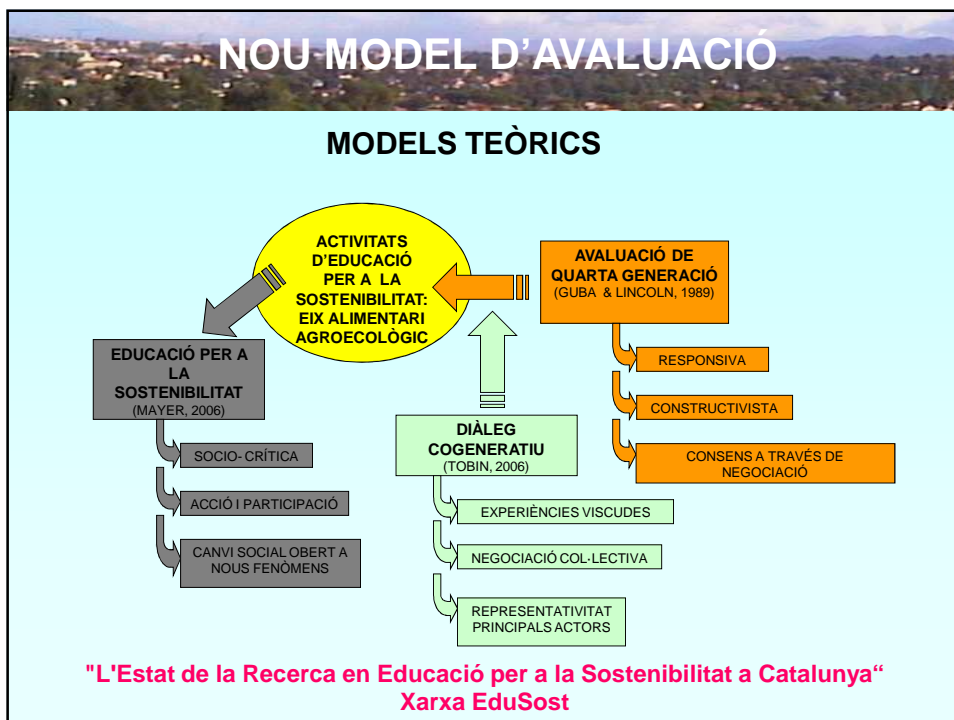 NOU MODEL D'AVALUACIÓ
MODELS TEÒRICS
ACTIVITATS
D'EDUCACIÓ
PER A LA
SOSTENIBILITAT:
EIX ALIMENTARI
AGROECOLÒGIC
AVALUACIÓ DE
QUARTA GENERACIÓ
(GUBA & LINCOLN, 1989)
RESPONSIVA
CONSTRUCTIVISTA
CONSENS A TRAVÉS DE
NEGOCIACIÓ
EDUCACIÓ PER A
LA
SOSTENIBILITAT
(MAYER, 2006)
SOCIO- CRÍTICA
ACCIÓ I PARTICIPACIÓ
CANVI SOCIAL OBERT A
NOUS FENÒMENS
DIÀLEG
COGENERATIU
(TOBIN, 2006)
EXPERIÈNCIES VISCUDES
NEGOCIACIÓ COL·LECTIVA
REPRESENTATIVITAT
PRINCIPALS ACTORS
"L'Estat de la Recerca en Educació per a la Sostenibilitat a Catalunya“
Xarxa EduSost